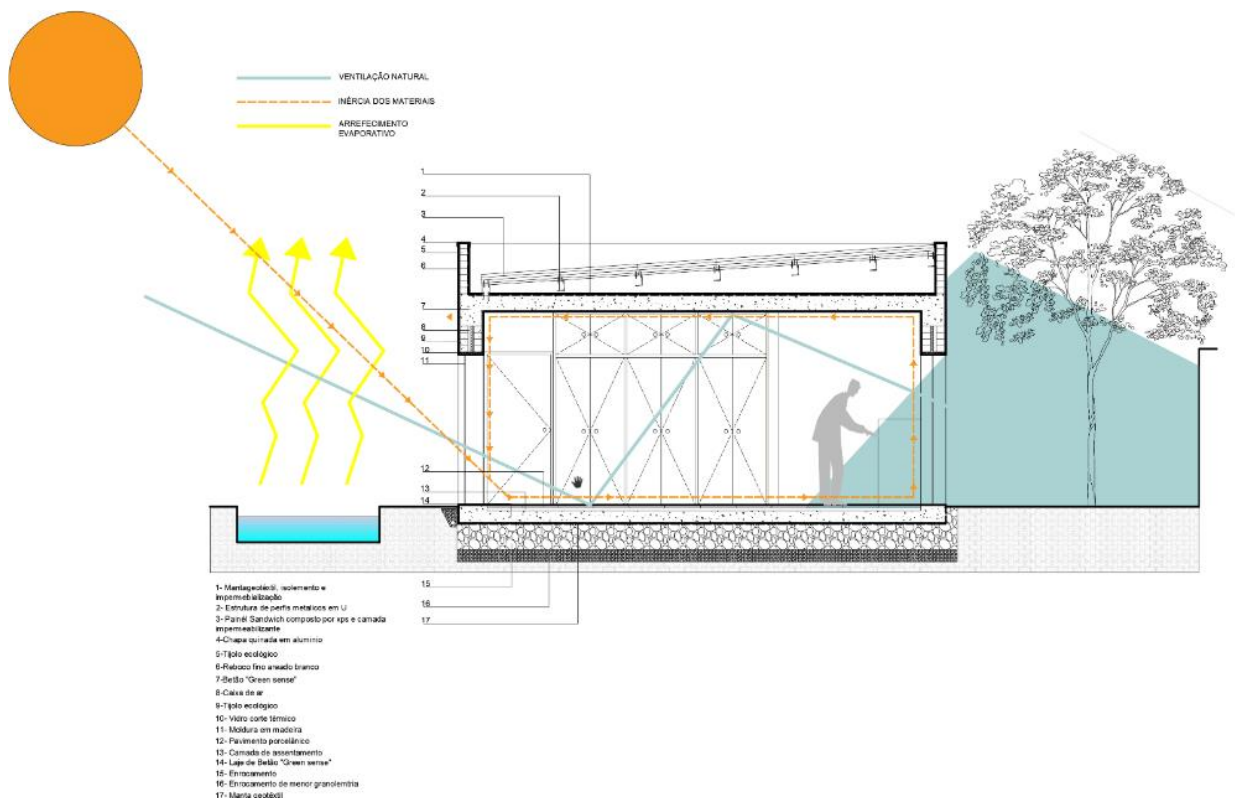 VENTILAÇÃO NATURAL
INÉRCIA DOS MATERIAIS
ARREFECIMENTO
EVAPORATIVO
1
2
3
4
5
6
7
8
9
10
11
12
13
14
15
16
17
1- Mantageotêxtil, isolemento e
impermebialização
2- Estrutura de perfis metalicos em U
3- Painél Sandwich composto por xps e camada
impermeabilizante
4-Chapa quinada em aluminio
5-Tijolo ecológico
6-Reboco fino areado branco
7-Betão "Green sense"
8-Caixa de ar
9-Tijolo ecológico
10- Vidro corte térmico
11- Moldura em madeira
12- Pavimento porcelânico
13- Camada de assentamento
14- Laje de Betão "Green sense"
15- Enrocamento
16- Enrocamento de menor granolemtria
17- Manta geotêxtil